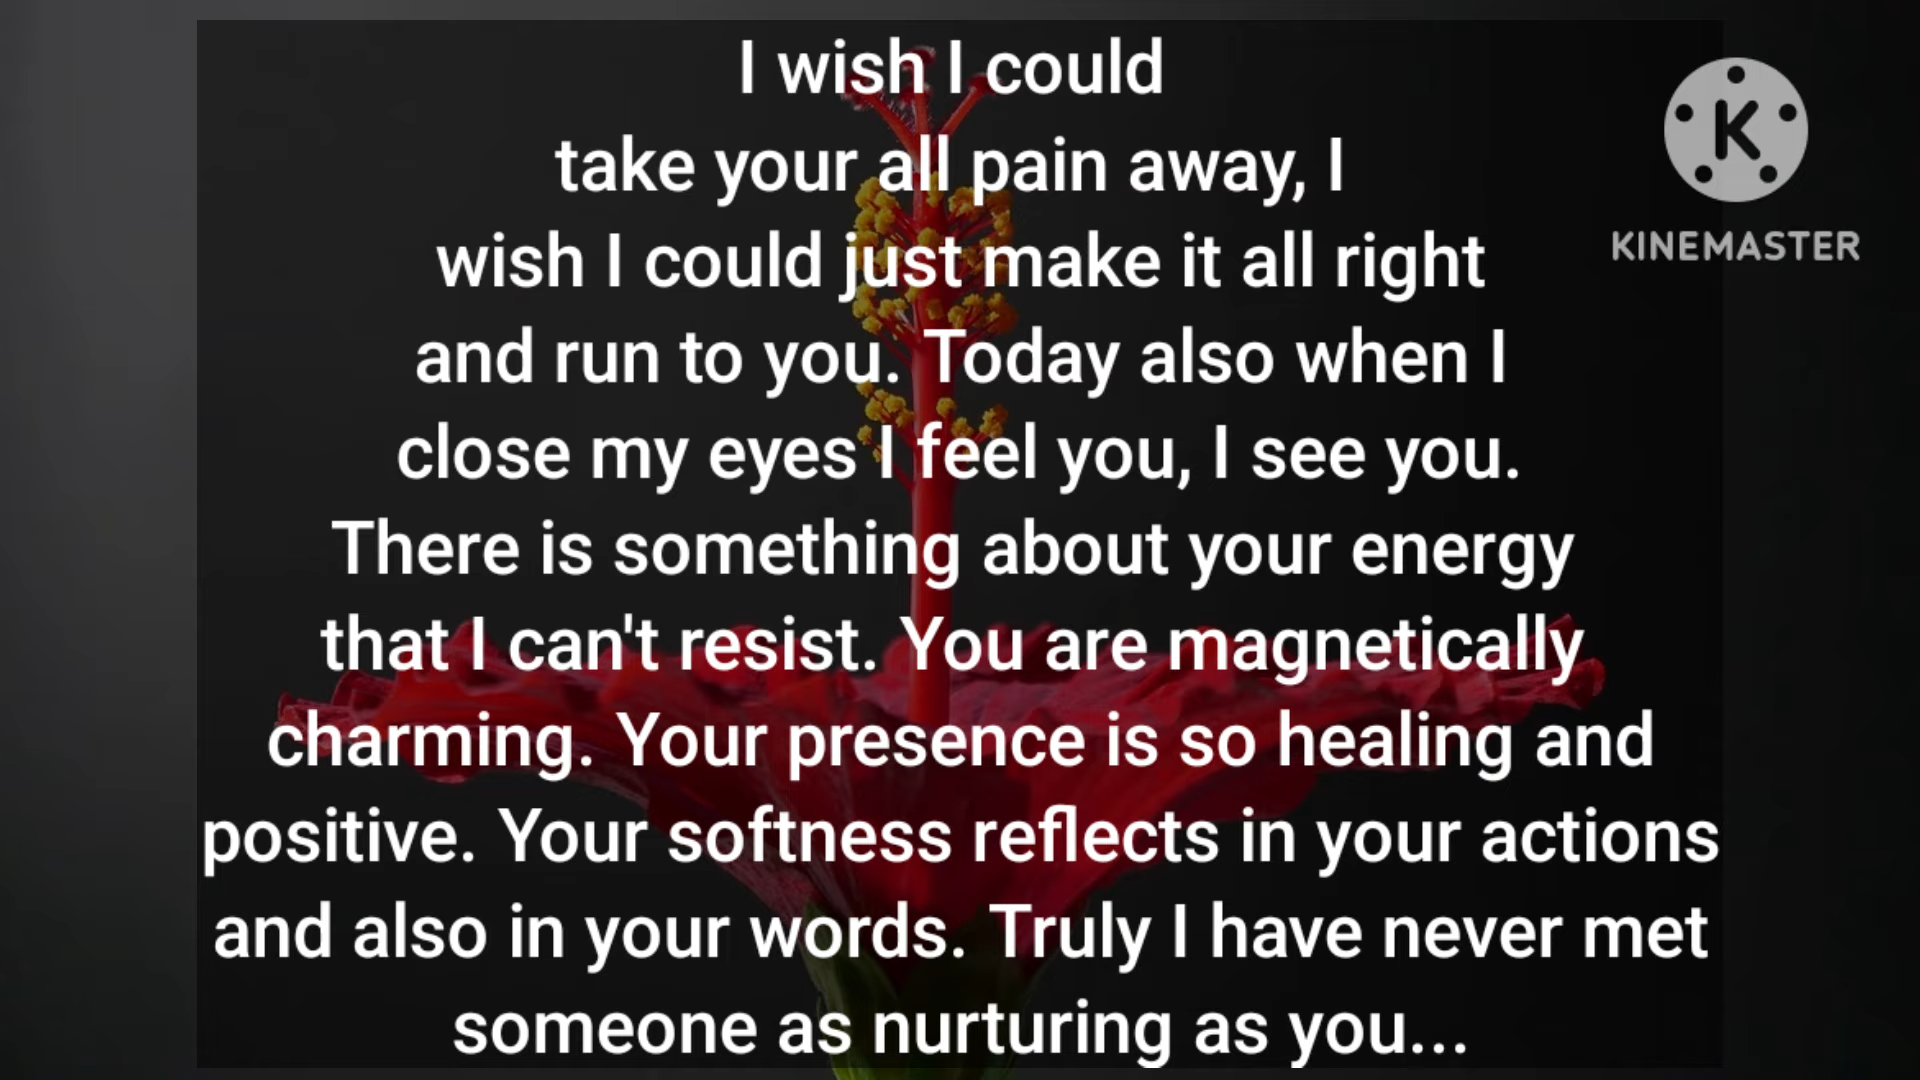 I wish I could
take your all pain away, I
wish I could just make it all right
and run to you. Today also when I
close my eyes I feel you, I see you.
There is something about your energy
that I can't resist. You are magnetically
charming. Your presence is so healing and
positive. Your softness reflects in your actions
and also in your words. Truly I have never met
someone as nurturing as you...
K
KINEMASTER